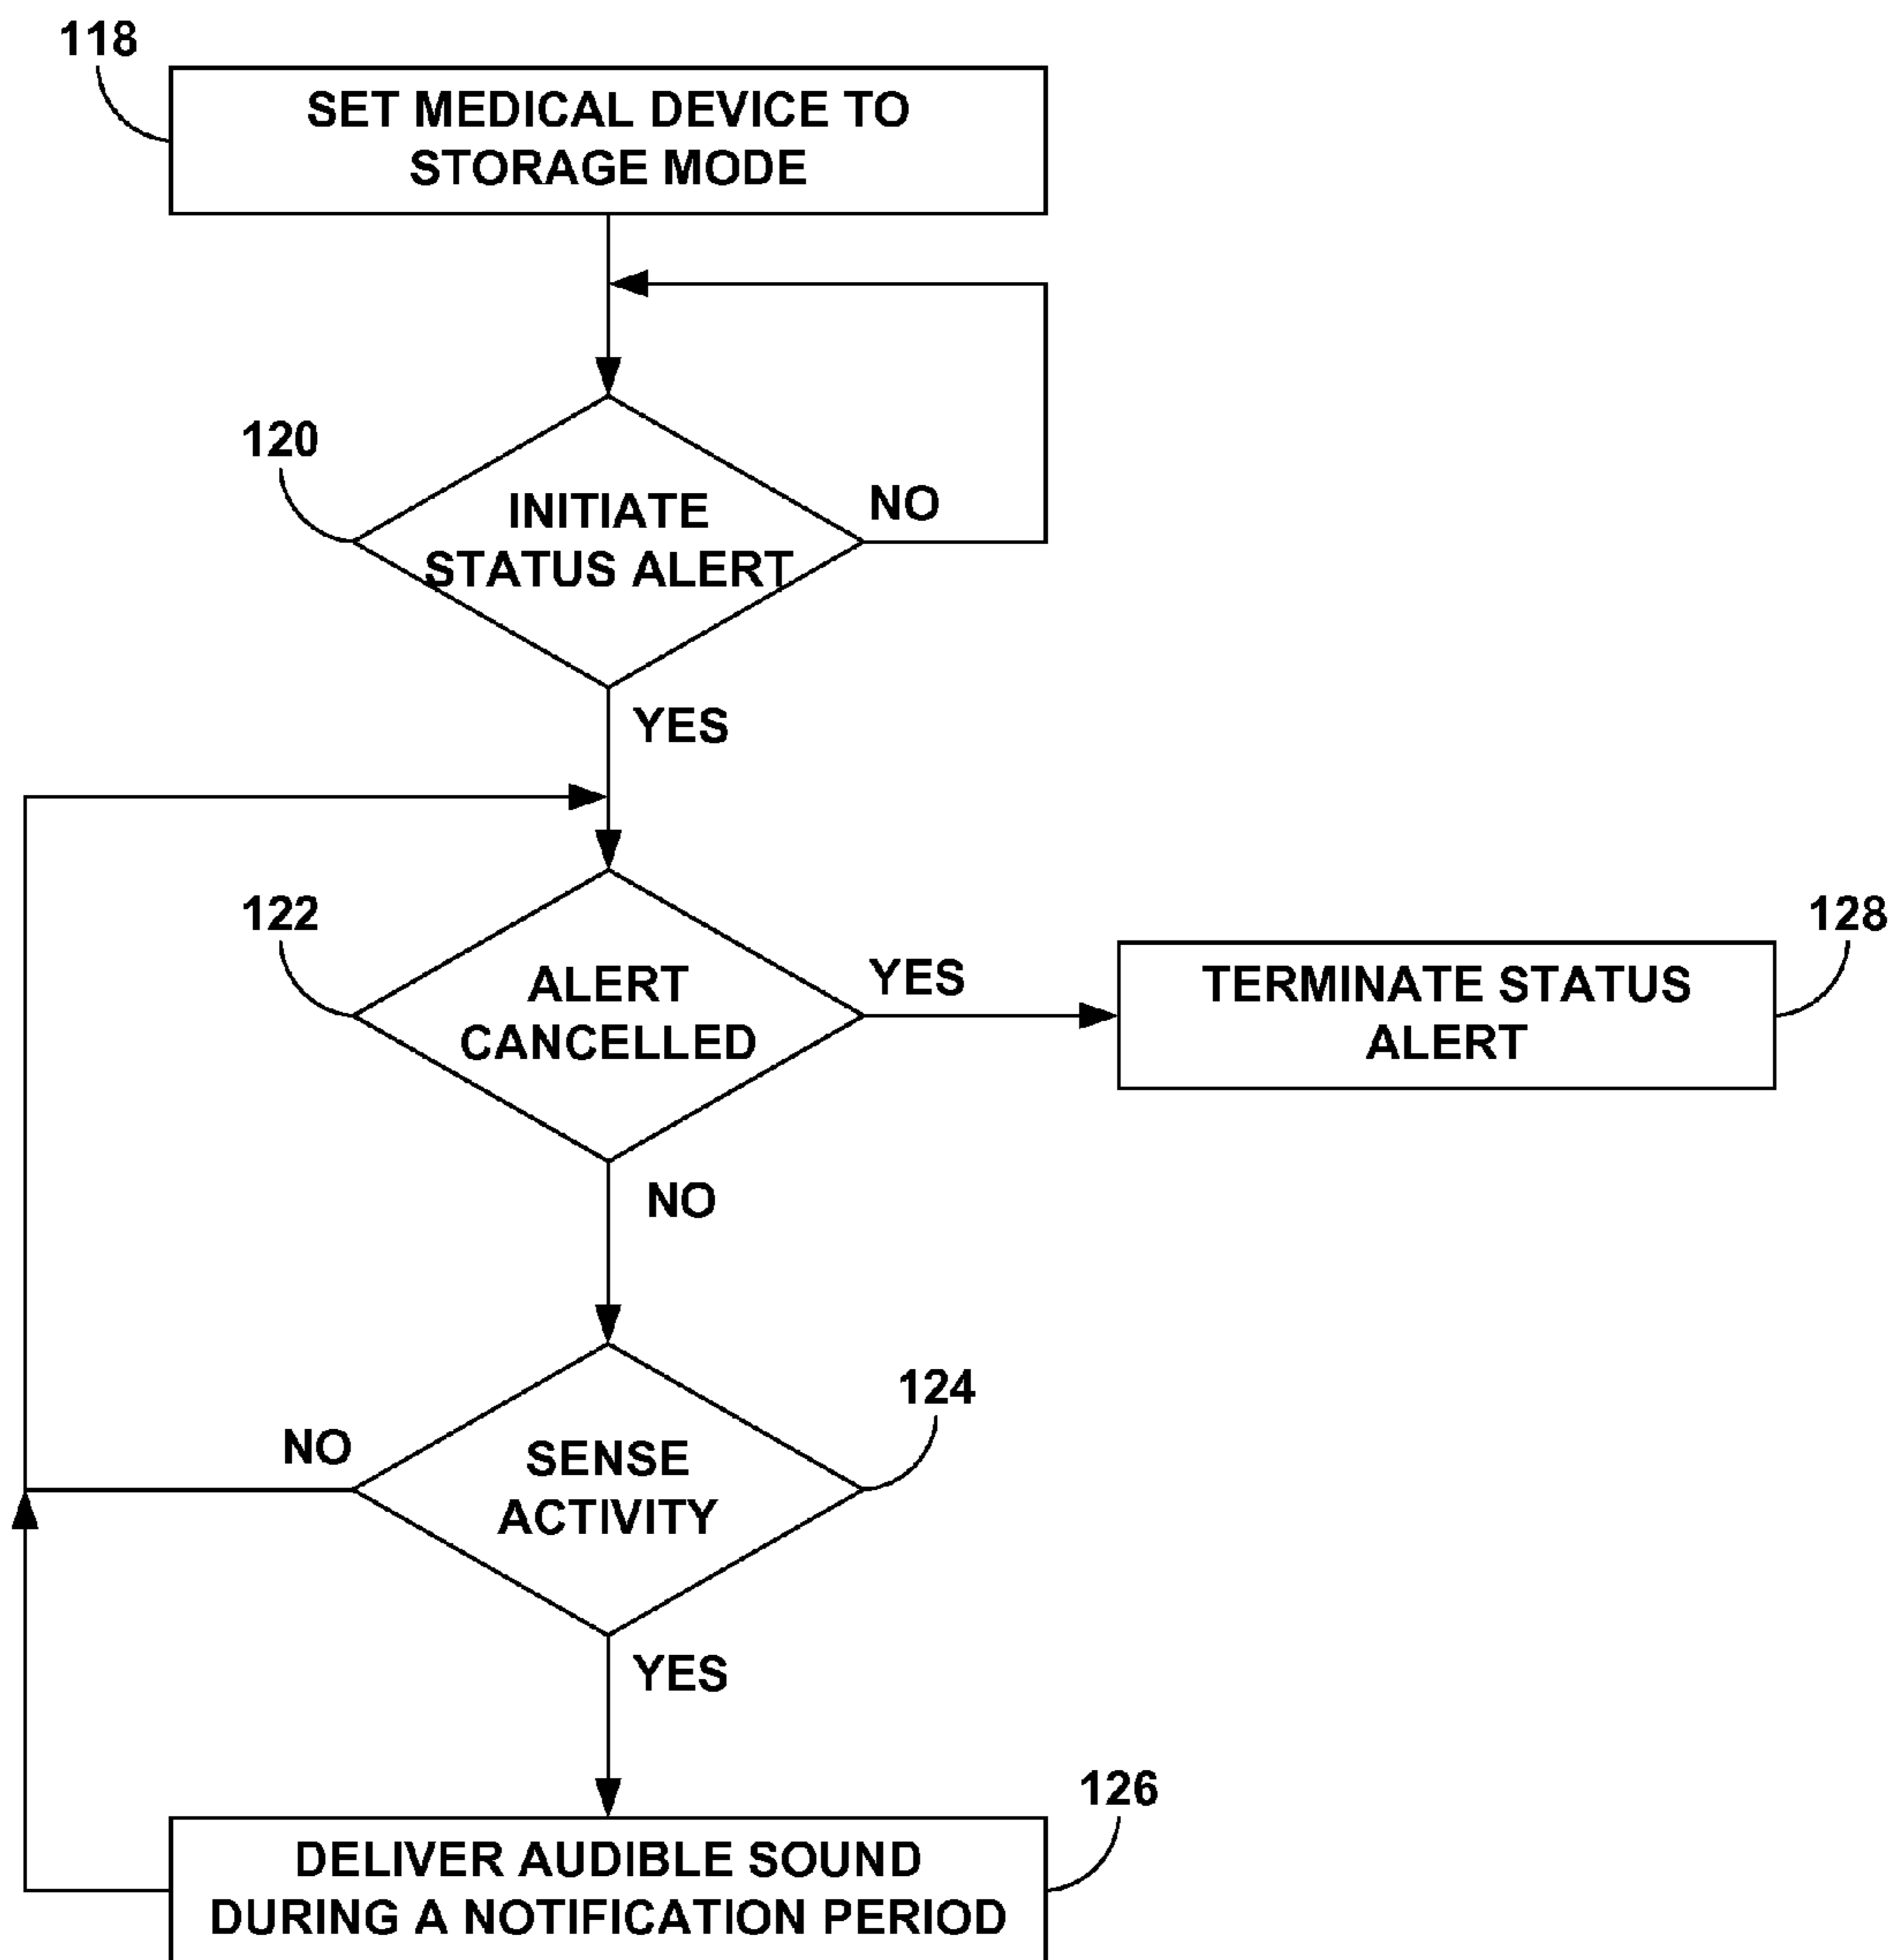 118
SET MEDICAL DEVICE TO
STORAGE MODE
120
INITIATE
STATUS ALERT
NO
YES
122
ALERT
CANCELLED
YES
128
TERMINATE STATUS
ALERT
NO
124
NO
SENSE
ACTIVITY
YES
126
DELIVER AUDIBLE SOUND
DURING A NOTIFICATION PERIOD